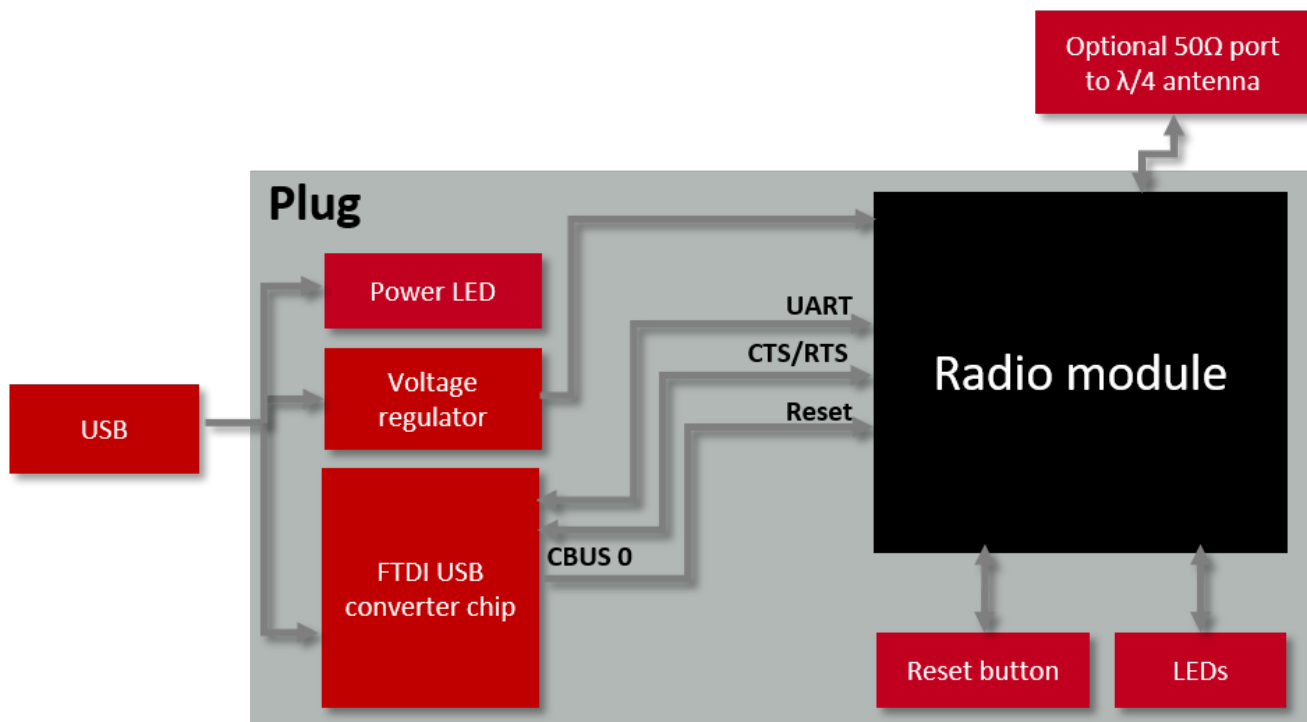 Optional 50Ω port
to λ/4 antenna
Plug
Power LED
UART
CTS/RTS
Voltage
regulator
Radio module
Reset
USB
CBUS 0
FTDI USB
converter chip
Reset button
LEDs